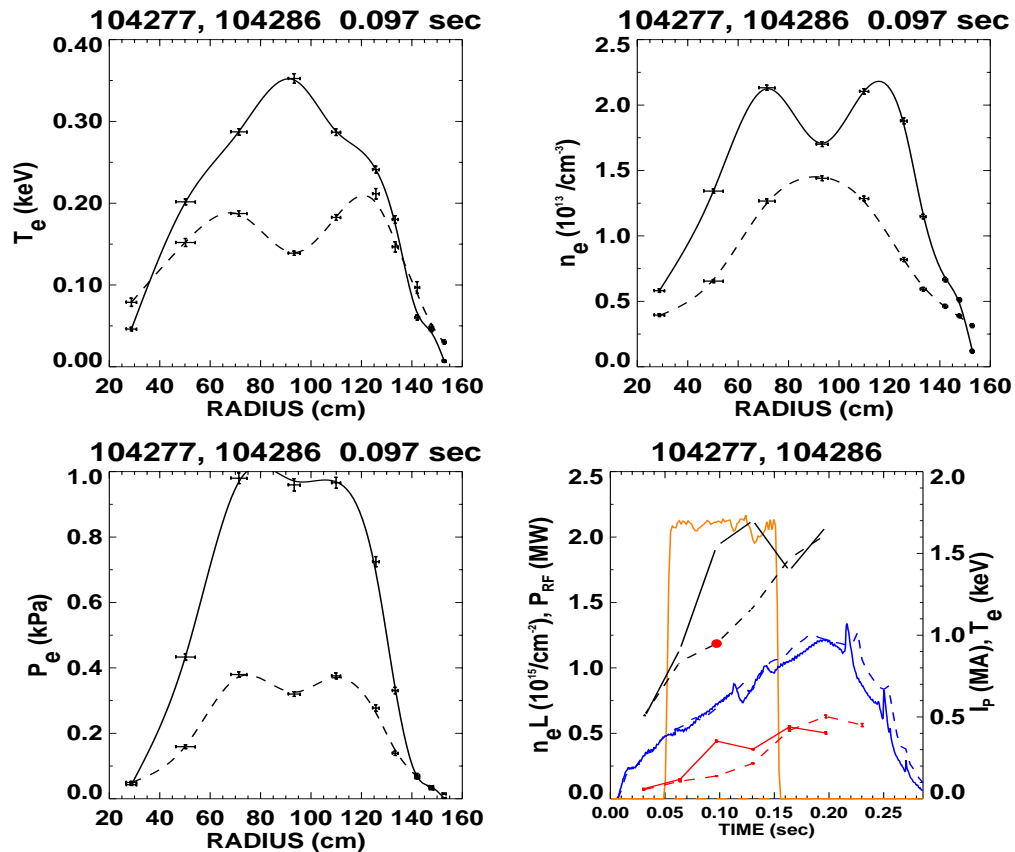 104277, 104286 0.097 sec
T_e (keV)
0.40
0.30
0.20
0.10
0.00
20 40 60 80 100 120 140 160
RADIUS (cm)
104277, 104286 0.097 sec
n_e (10^13 /cm^-3)
2.5
2.0
1.5
1.0
0.5
0.0
20 40 60 80 100 120 140 160
RADIUS (cm)
104277, 104286 0.097 sec
P_e (kPa)
1.0
0.8
0.6
0.4
0.2
0.0
20 40 60 80 100 120 140 160
RADIUS (cm)
104277, 104286
n_e L (10^15/cm^-2), P_RF (MW)
2.5
2.0
1.5
1.0
0.5
0.0
0.00 0.05 0.10 0.15 0.20 0.25
TIME (sec)
2.0
1.5
1.0
0.5
0.0
I_P (MA), T_e (keV)